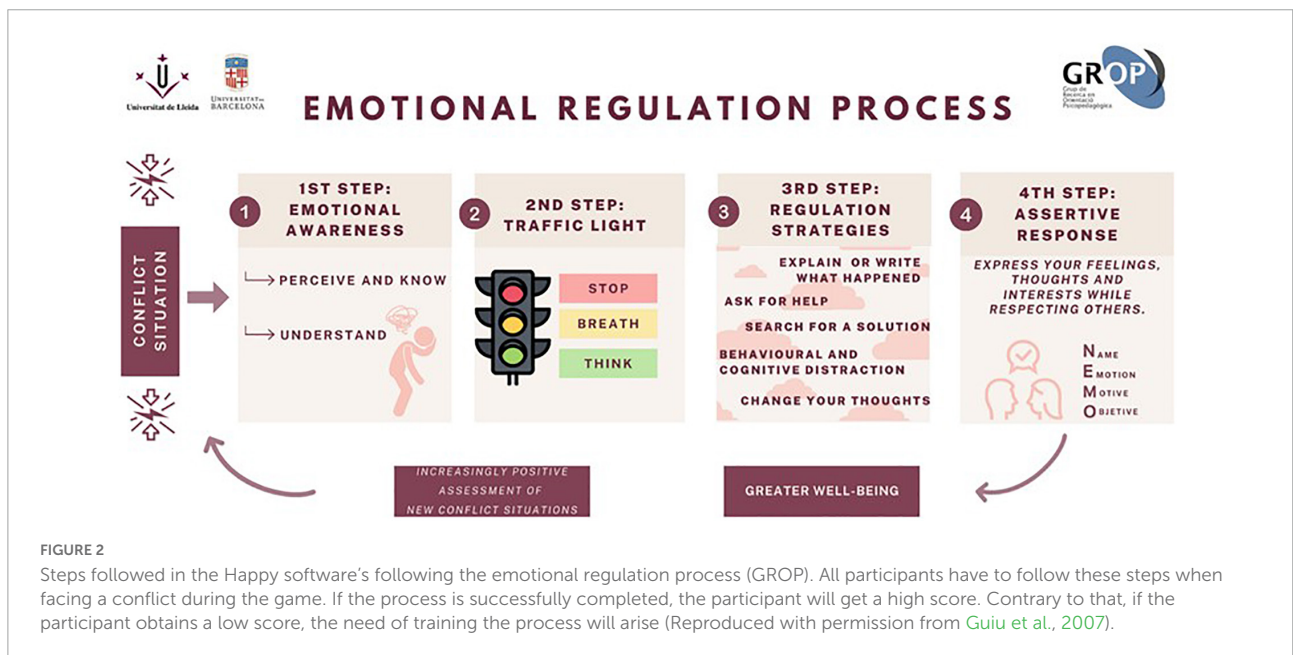 Universitat de Lleida
UNIVERSITAT DE
BARCELONA
GROP
Grup de
Recerca en
Orientació
Psicopedagògica
EMOTIONAL REGULATION PROCESS
CONFLICT
SITUATION
1
1ST STEP:
EMOTIONAL
AWARENESS
PERCEIVE AND KNOW
UNDERSTAND
2
2ND STEP:
TRAFFIC LIGHT
STOP
BREATH
THINK
3
3RD STEP:
REGULATION
STRATEGIES
EXPLAIN OR WRITE
WHAT HAPPENED
ASK FOR HELP
SEARCH FOR A SOLUTION
BEHAVIOURAL AND
COGNITIVE DISTRACTION
CHANGE YOUR THOUGHTS
4
4TH STEP:
ASSERTIVE
RESPONSE
EXPRESS YOUR FEELINGS,
THOUGHTS AND
INTERESTS WHILE
RESPECTING OTHERS.
NAME
EMOTION
MOTIVE
OBJETIVE
INCREASINGLY POSITIVE
ASSESSMENT OF
NEW CONFLICT SITUATIONS
GREATER WELL-BEING
FIGURE 2
Steps followed in the Happy software's following the emotional regulation process (GROP). All participants have to follow these steps when
facing a conflict during the game. If the process is successfully completed, the participant will get a high score. Contrary to that, if the
participant obtains a low score, the need of training the process will arise (Reproduced with permission from Guiu et al., 2007).